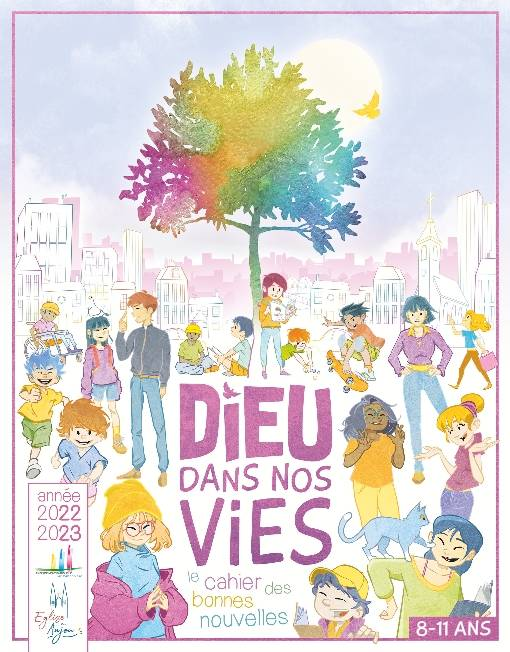 DIEU
DANS NOS
VIES
le cahier des
bonnes
nouvelles
année
2022
2023
Eglise
Anjou
8-11 ANS